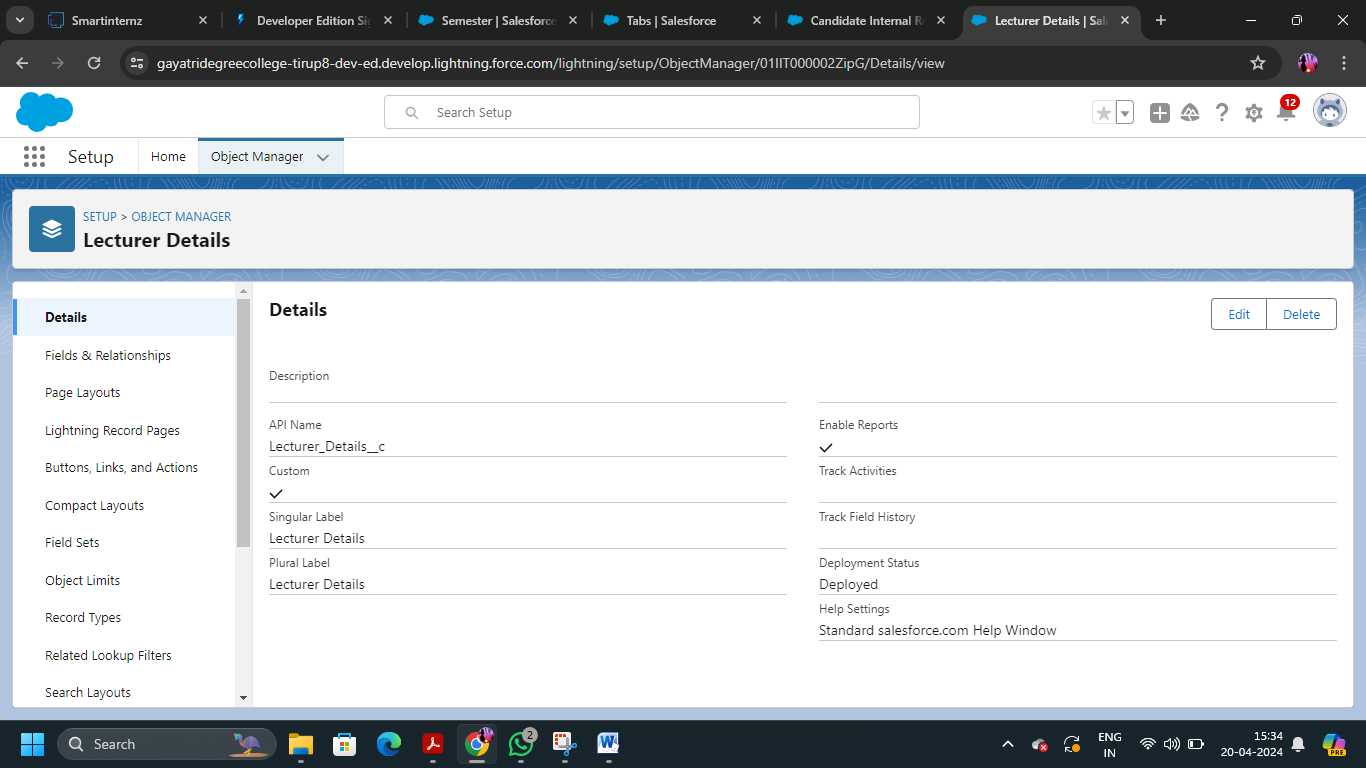 Smartinternz
Developer Edition Si
Semester | Salesforce
Tabs | Salesforce
Candidate Internal R
Lecturer Details | Sal
gayatridegreecollege-tirup8-dev-ed.develop.lightning.force.com/lightning/setup/ObjectManager/01IIT000002ZipG/Details/view
Search Setup
12
Setup
Home
Object Manager
SETUP > OBJECT MANAGER
Lecturer Details
Details
Fields & Relationships
Page Layouts
Lightning Record Pages
Buttons, Links, and Actions
Compact Layouts
Field Sets
Object Limits
Record Types
Related Lookup Filters
Search Layouts
Details
Edit
Delete
Description
API Name
Lecturer_Details__c
Custom
Singular Label
Lecturer Details
Plural Label
Lecturer Details
Enable Reports
Track Activities
Track Field History
Deployment Status
Deployed
Help Settings
Standard salesforce.com Help Window
Search
2
ENG
IN
15:34
20-04-2024
PRE